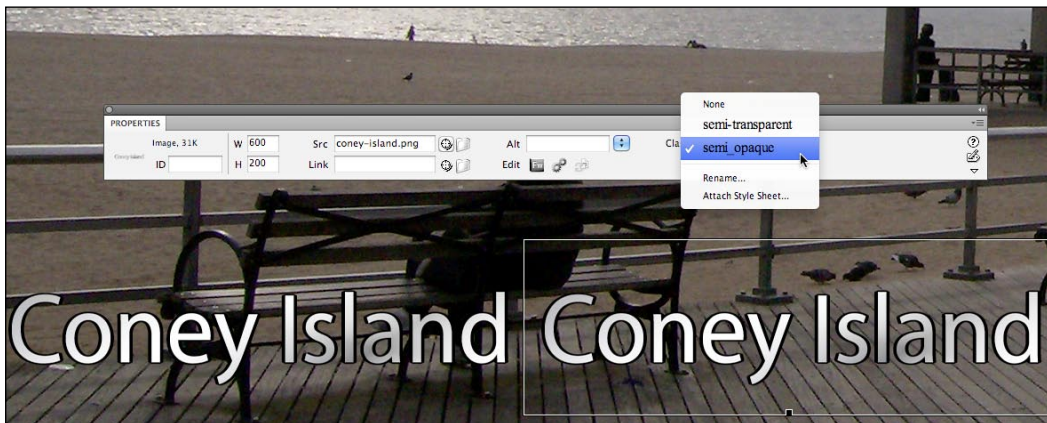 PROPERTIES
Image, 31K
W 600
Src coney-island.png
Alt
Cla
ID
H 200
Link
Edit
None
semi-transparent
semi_opaque
Rename...
Attach Style Sheet...
Coney Island
Coney Island